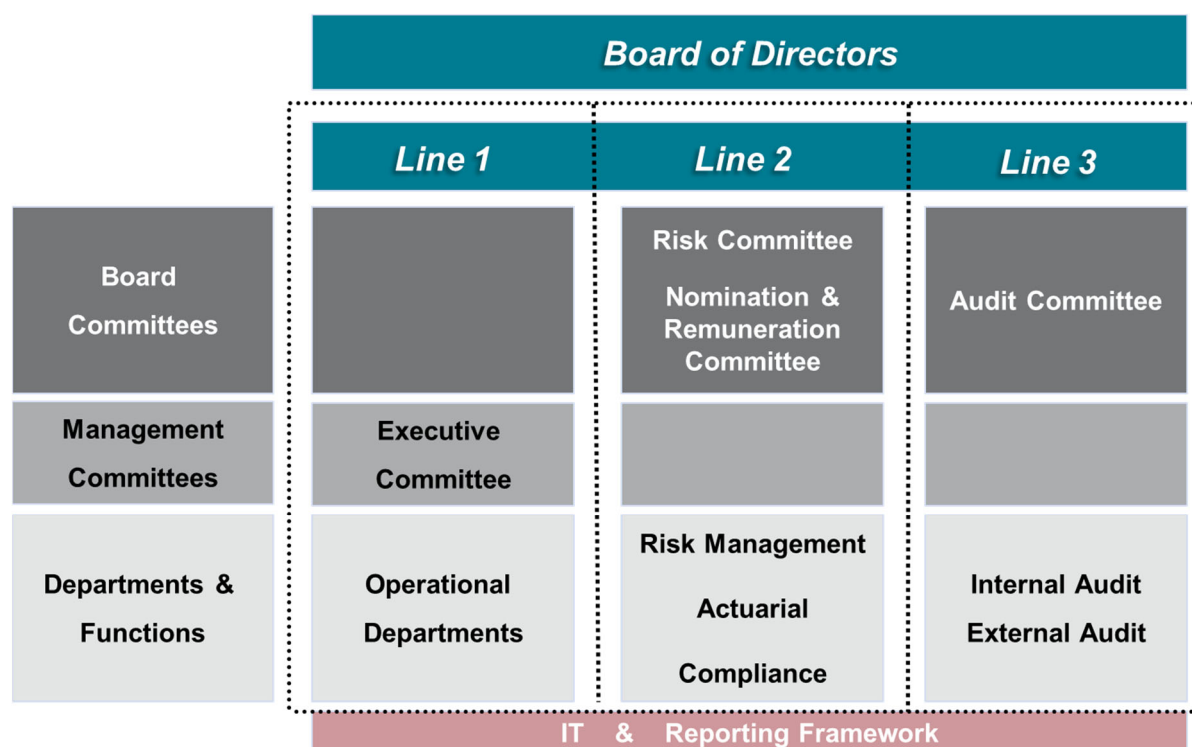 Board of Directors
Line 1
Line 2
Line 3
Board
Committees
Risk Committee
Nomination &
Remuneration
Committee
Audit Committee
Management
Committees
Executive
Committee
Departments &
Functions
Operational
Departments
Risk Management
Actuarial
Compliance
Internal Audit
External Audit
IT & Reporting Framework